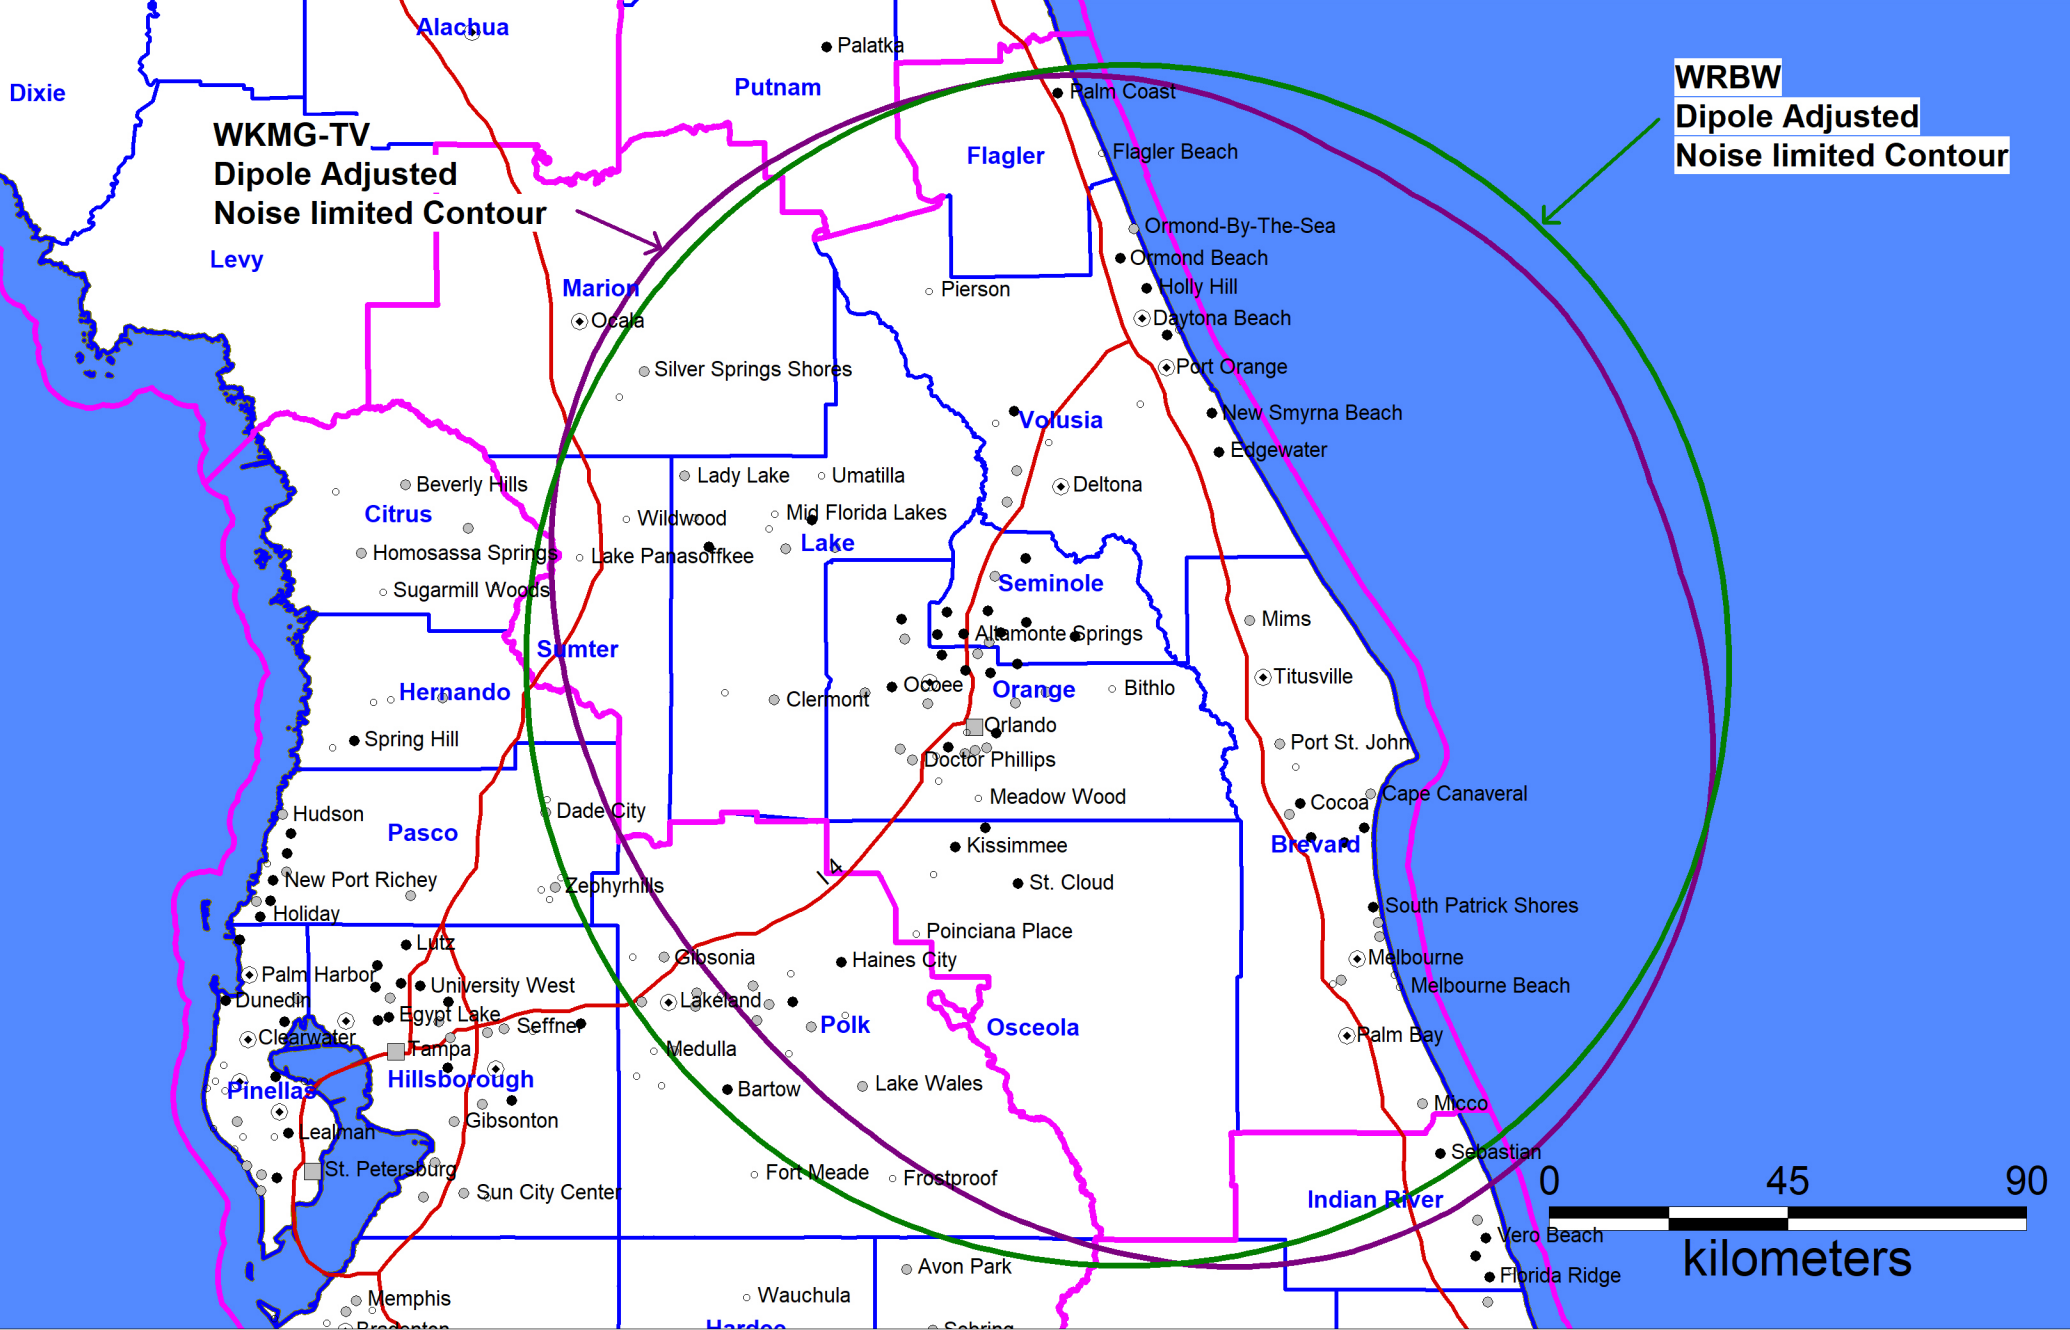 Alachua
Palatka
WRBW
Dipole Adjusted
Noise limited Contour
Dixie
Putnam
Palm Coast
WKMG-TV
Dipole Adjusted
Noise limited Contour
Flagler
Flagler Beach
Levy
Ormond-By-The-Sea
Ormond Beach
Marion
Pierson
Holly Hill
Ocala
Daytona Beach
Silver Springs Shores
Port Orange
Volusia
New Smyrna Beach
Edgewater
Beverly Hills
Lady Lake
Umatilla
Deltona
Citrus
Wildwood
Mid Florida Lakes
Lake
Homosassa Springs
Lake Panasoffkee
Sugarmill Woods
Seminole
Mims
Altamonte Springs
Sumter
Hernando
Clermont
Ocoee
Orange
Bithlo
Titusville
Orlando
Spring Hill
Doctor Phillips
Port St. John
Meadow Wood
Cocoa
Cape Canaveral
Hudson
Dade City
Pasco
Kissimmee
Brevard
New Port Richey
Zephyrhills
14
St. Cloud
Holiday
South Patrick Shores
Lutz
Poinciana Place
Gibsonia
Haines City
Melbourne
Palm Harbor
University West
Melbourne Beach
Dunedin
Lakeland
Egypt Lake
Seffner
Polk
Osceola
Clearwater
Palm Bay
Tampa
Medulla
Pinellas
Hillsborough
Bartow
Lake Wales
Micco
Gibsonton
Lealman
Sebastian
St. Petersburg
Fort Meade
Frostproof
0 45 90
Sun City Center
Indian River
Vero Beach
kilometers
Avon Park
Florida Ridge
Memphis
Wauchula
Bradenton
Hardee
Sebring